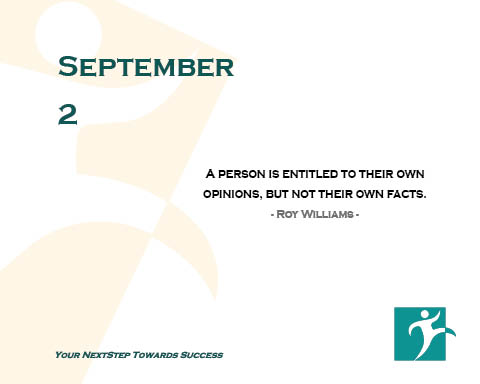 September
2
A person is entitled to their own
opinions, but not their own facts.
- Roy Williams -
Your NextStep Towards Success